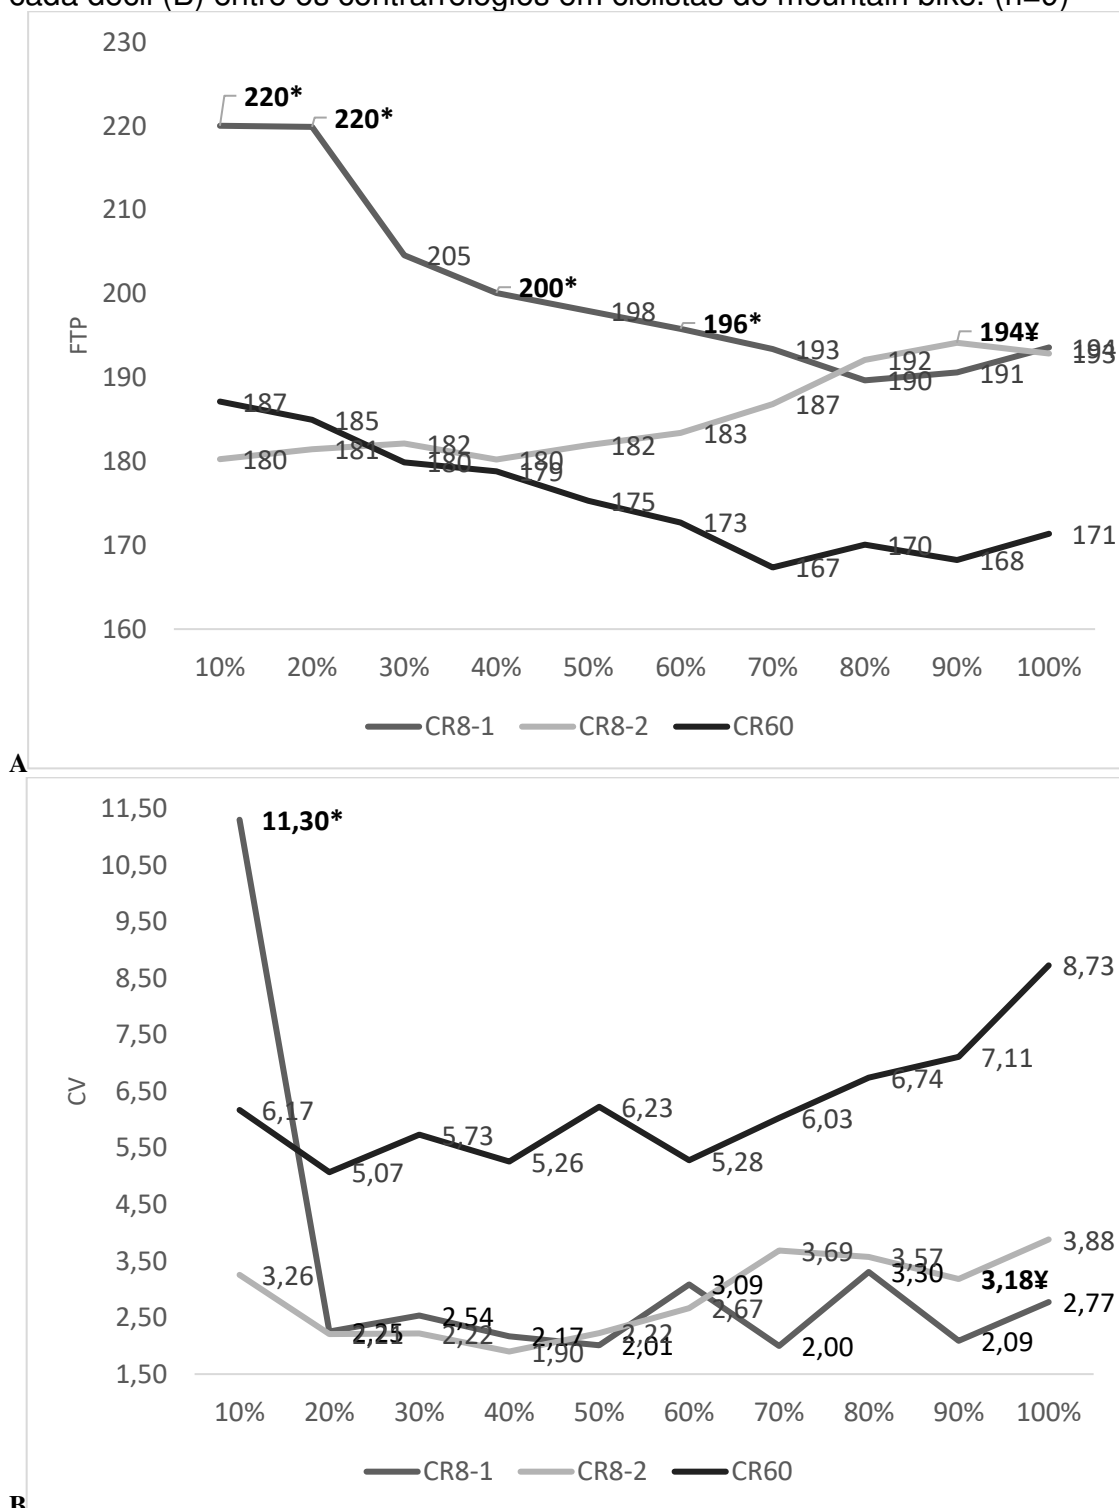 cada decil (B) entre os contrarrelógios em ciclistas de mountain bike. (n=9)
230
220* 220*
220
210
205
200 200*
198
196*
193
194¥
194
193
FTP
190
192
190
191
187 185 187
180 181 182 180 180 179 182 183
180
175
173
170
167 170 168 171
160
10% 20% 30% 40% 50% 60% 70% 80% 90% 100%
CR8-1 CR8-2 CR60
A
11,50 11,30*
10,50
9,50
8,50 8,73
7,50
7,11
CV
6,50 6,17 6,23 6,74
6,03
5,50 5,07 5,73 5,26 5,28
4,50
3,50 3,26 3,09 3,69 3,57 3,30 3,18¥ 3,88
2,50 2,25 2,54 2,22 2,17 2,22 2,67 2,77
1,90 2,01 2,00 2,09
1,50
10% 20% 30% 40% 50% 60% 70% 80% 90% 100%
CR8-1 CR8-2 CR60
B